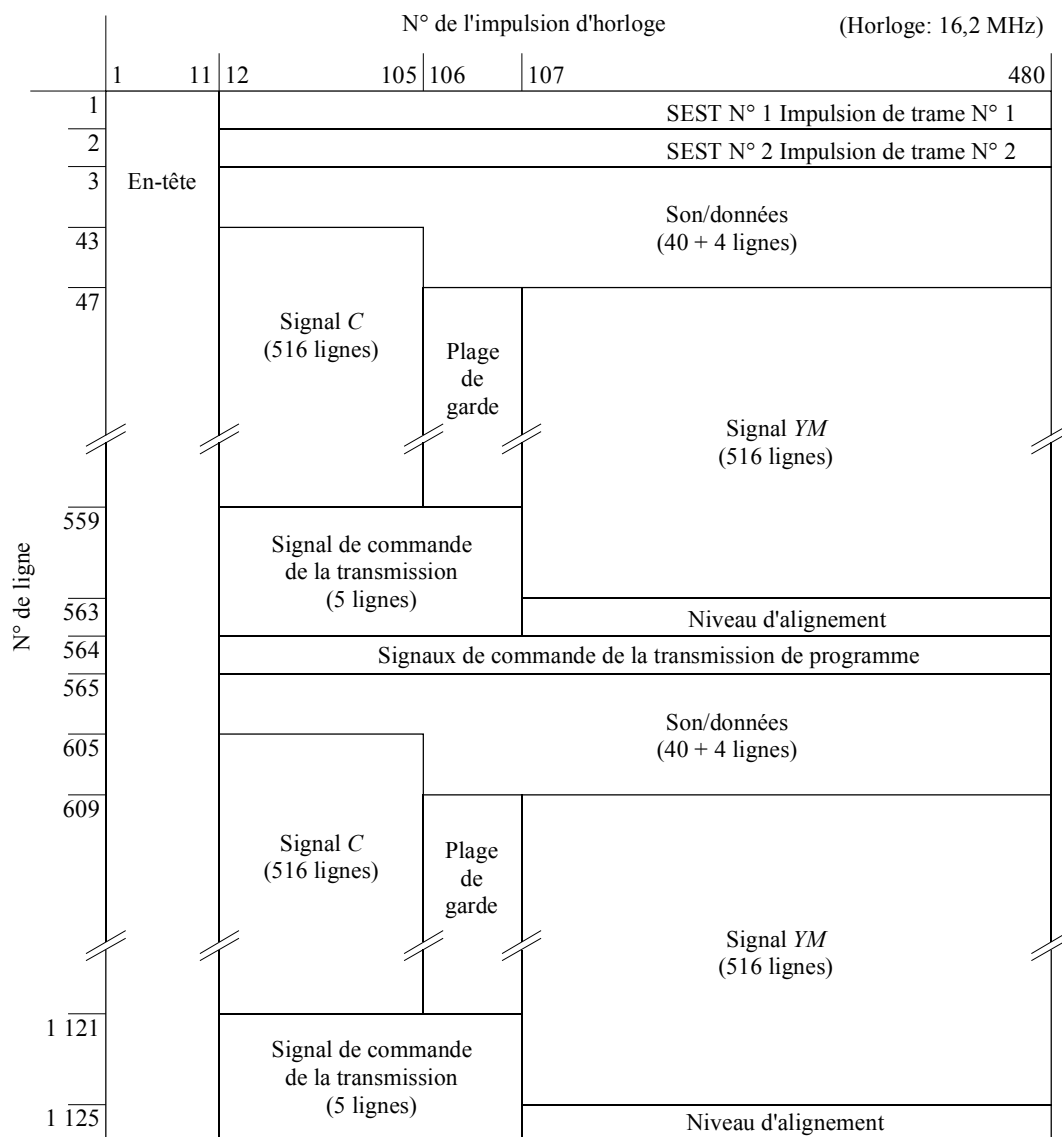 N° de l'impulsion d'horloge (Horloge: 16,2 MHz)
1 11 12 105 106 107 480
1 SEST N° 1 Impulsion de trame N° 1
2 SEST N° 2 Impulsion de trame N° 2
3 En-tête
Son/données
(40 + 4 lignes)
43
47
Signal C
(516 lignes)
Plage
de
garde
Signal YM
(516 lignes)
N° de ligne
559
Signal de commande
de la transmission
(5 lignes)
563 Niveau d'alignement
564 Signaux de commande de la transmission de programme
565
Son/données
(40 + 4 lignes)
605
609
Signal C
(516 lignes)
Plage
de
garde
Signal YM
(516 lignes)
1 121
Signal de commande
de la transmission
(5 lignes)
1 125 Niveau d'alignement